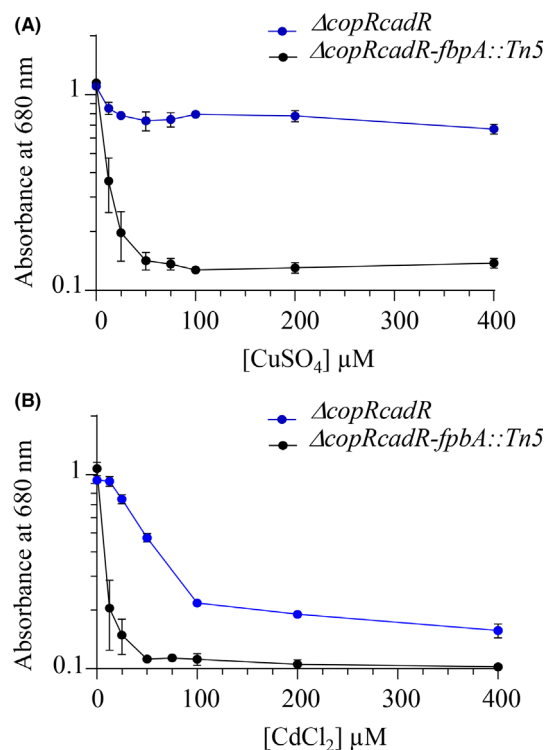 (A)
ΔcopRcadR
ΔcopRcadR-fbpA::Tn5
Absorbance at 680 nm
1
0.1
0 100 200 300 400
[CuSO₄] µM
(B)
ΔcopRcadR
ΔcopRcadR-fpbA::Tn5
Absorbance at 680 nm
1
0.1
0 100 200 300 400
[CdCl₂] µM